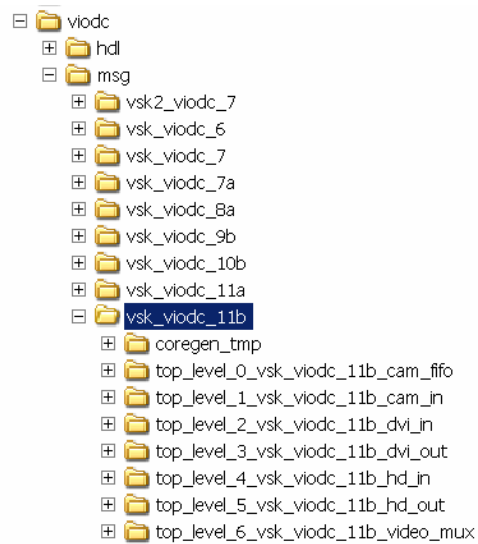 viodc
hdl
msg
vsk2_viodc_7
vsk_viodc_6
vsk_viodc_7
vsk_viodc_7a
vsk_viodc_8a
vsk_viodc_9b
vsk_viodc_10b
vsk_viodc_11a
vsk_viodc_11b
coregen_tmp
top_level_0_vsk_viodc_11b_cam_fifo
top_level_1_vsk_viodc_11b_cam_in
top_level_2_vsk_viodc_11b_dvi_in
top_level_3_vsk_viodc_11b_dvi_out
top_level_4_vsk_viodc_11b_hd_in
top_level_5_vsk_viodc_11b_hd_out
top_level_6_vsk_viodc_11b_video_mux